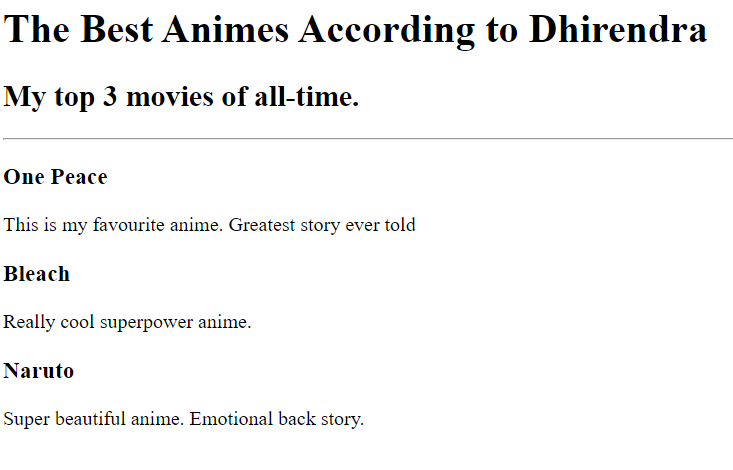 The Best Animes According to Dhirendra
My top 3 movies of all-time.
One Peace
This is my favourite anime. Greatest story ever told
Bleach
Really cool superpower anime.
Naruto
Super beautiful anime. Emotional back story.